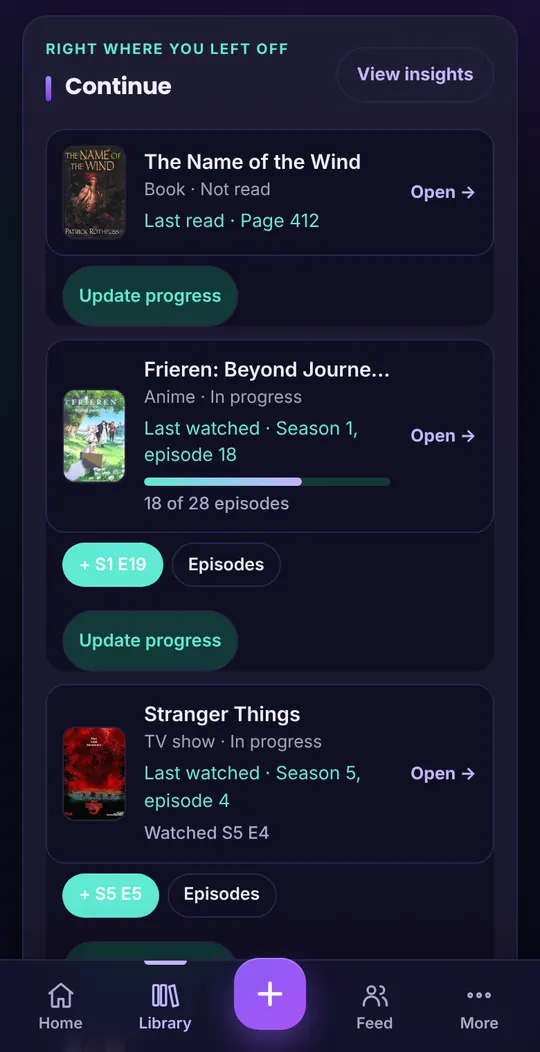 RIGHT WHERE YOU LEFT OFF
Continue
View insights
THE NAME OF
THE WIND
PATRICK ROTHFUSS
The Name of the Wind
Book · Not read
Last read · Page 412
Open →
Update progress
FRIEREN
Frieren: Beyond Journe...
Anime · In progress
Last watched · Season 1,
episode 18
18 of 28 episodes
Open →
+ S1 E19
Episodes
Update progress
Stranger Things
TV show · In progress
Last watched · Season 5,
episode 4
Watched S5 E4
Open →
+ S5 E5
Episodes
Home
Library
+
Feed
More